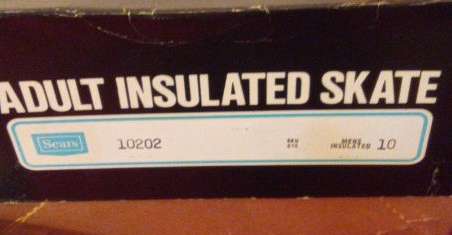 ADULT INSULATED SKATE
Sears 10202 MENS
INSULATED 10